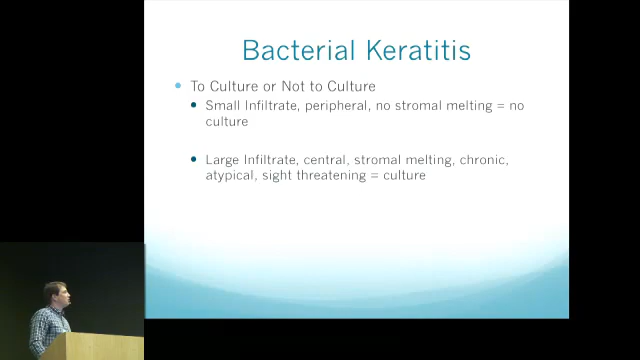 Bacterial Keratitis
To Culture or Not to Culture
Small Infiltrate, peripheral, no stromal melting = no
culture
Large Infiltrate, central, stromal melting, chronic,
atypical, sight threatening = culture